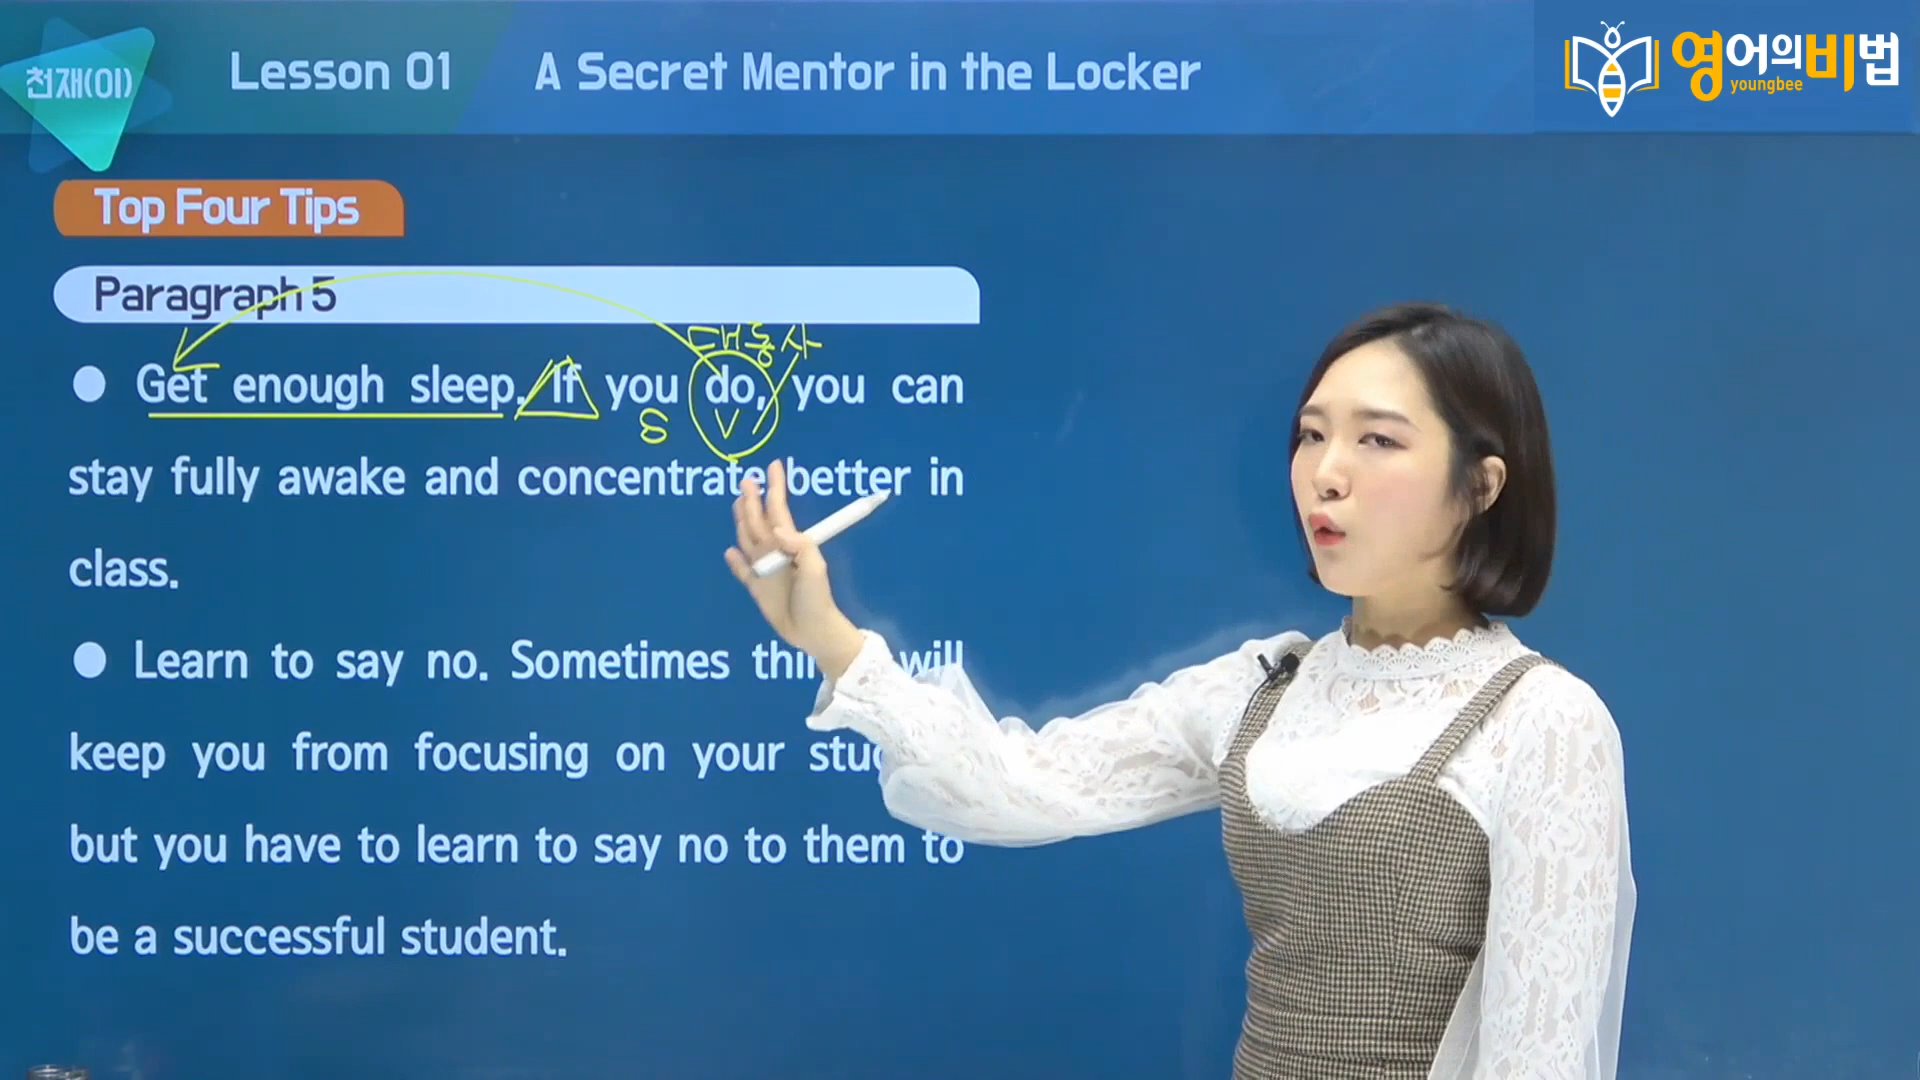 천재(이)
Lesson 01 A Secret Mentor in the Locker
영어의비법
youngbee
Top Four Tips
Paragraph 5
대동사
● Get enough sleep. If you do, you can
S V
stay fully awake and concentrate better in
class.
● Learn to say no. Sometimes will
keep you from focusing on your
but you have to learn to say no to them to
be a successful student.